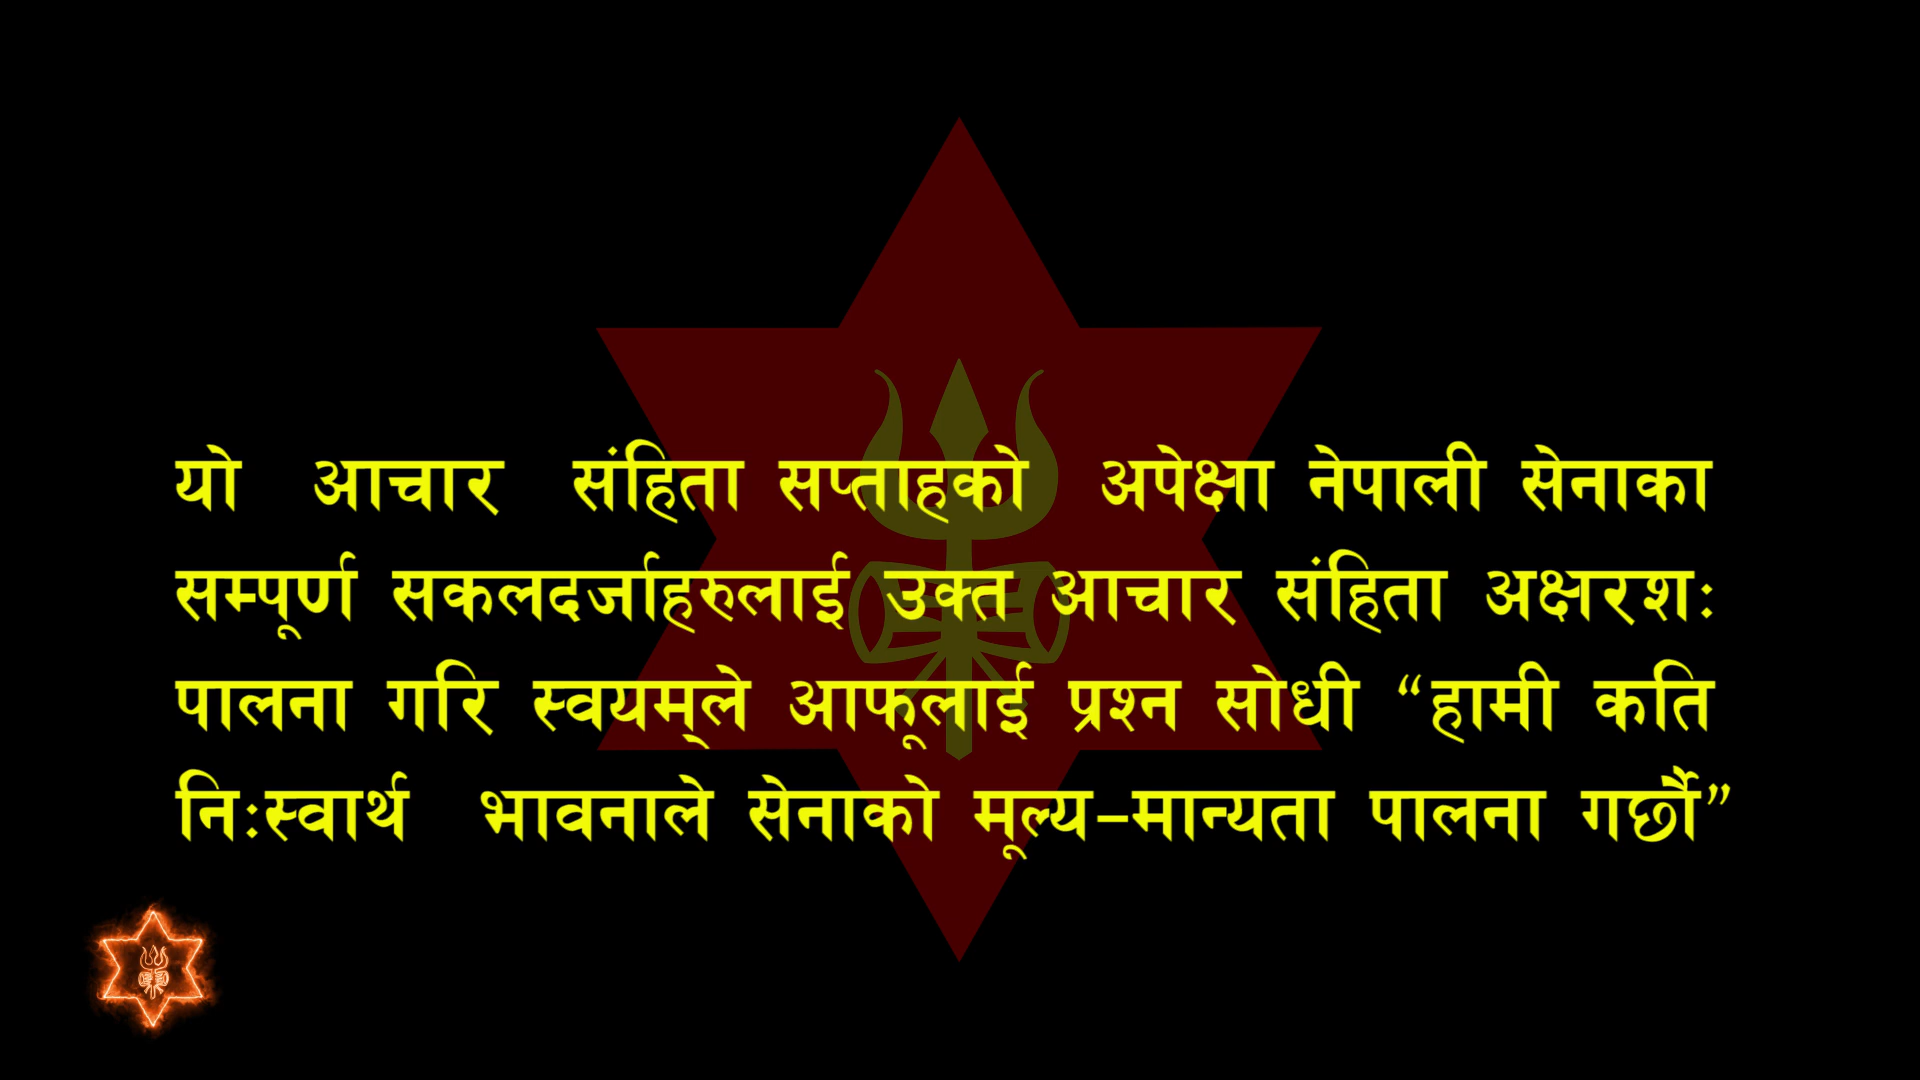 यो आचार संहिता सप्ताहको अपेक्षा नेपाली सेनाका
सम्पूर्ण सकलदर्जाहरुलाई उक्त आचार संहिता अक्षरशः
पालना गरि स्वयम्ले आफूलाई प्रश्न सोधी “हामी कति
निःस्वार्थ भावनाले सेनाको मूल्य–मान्यता पालना गर्छौं”